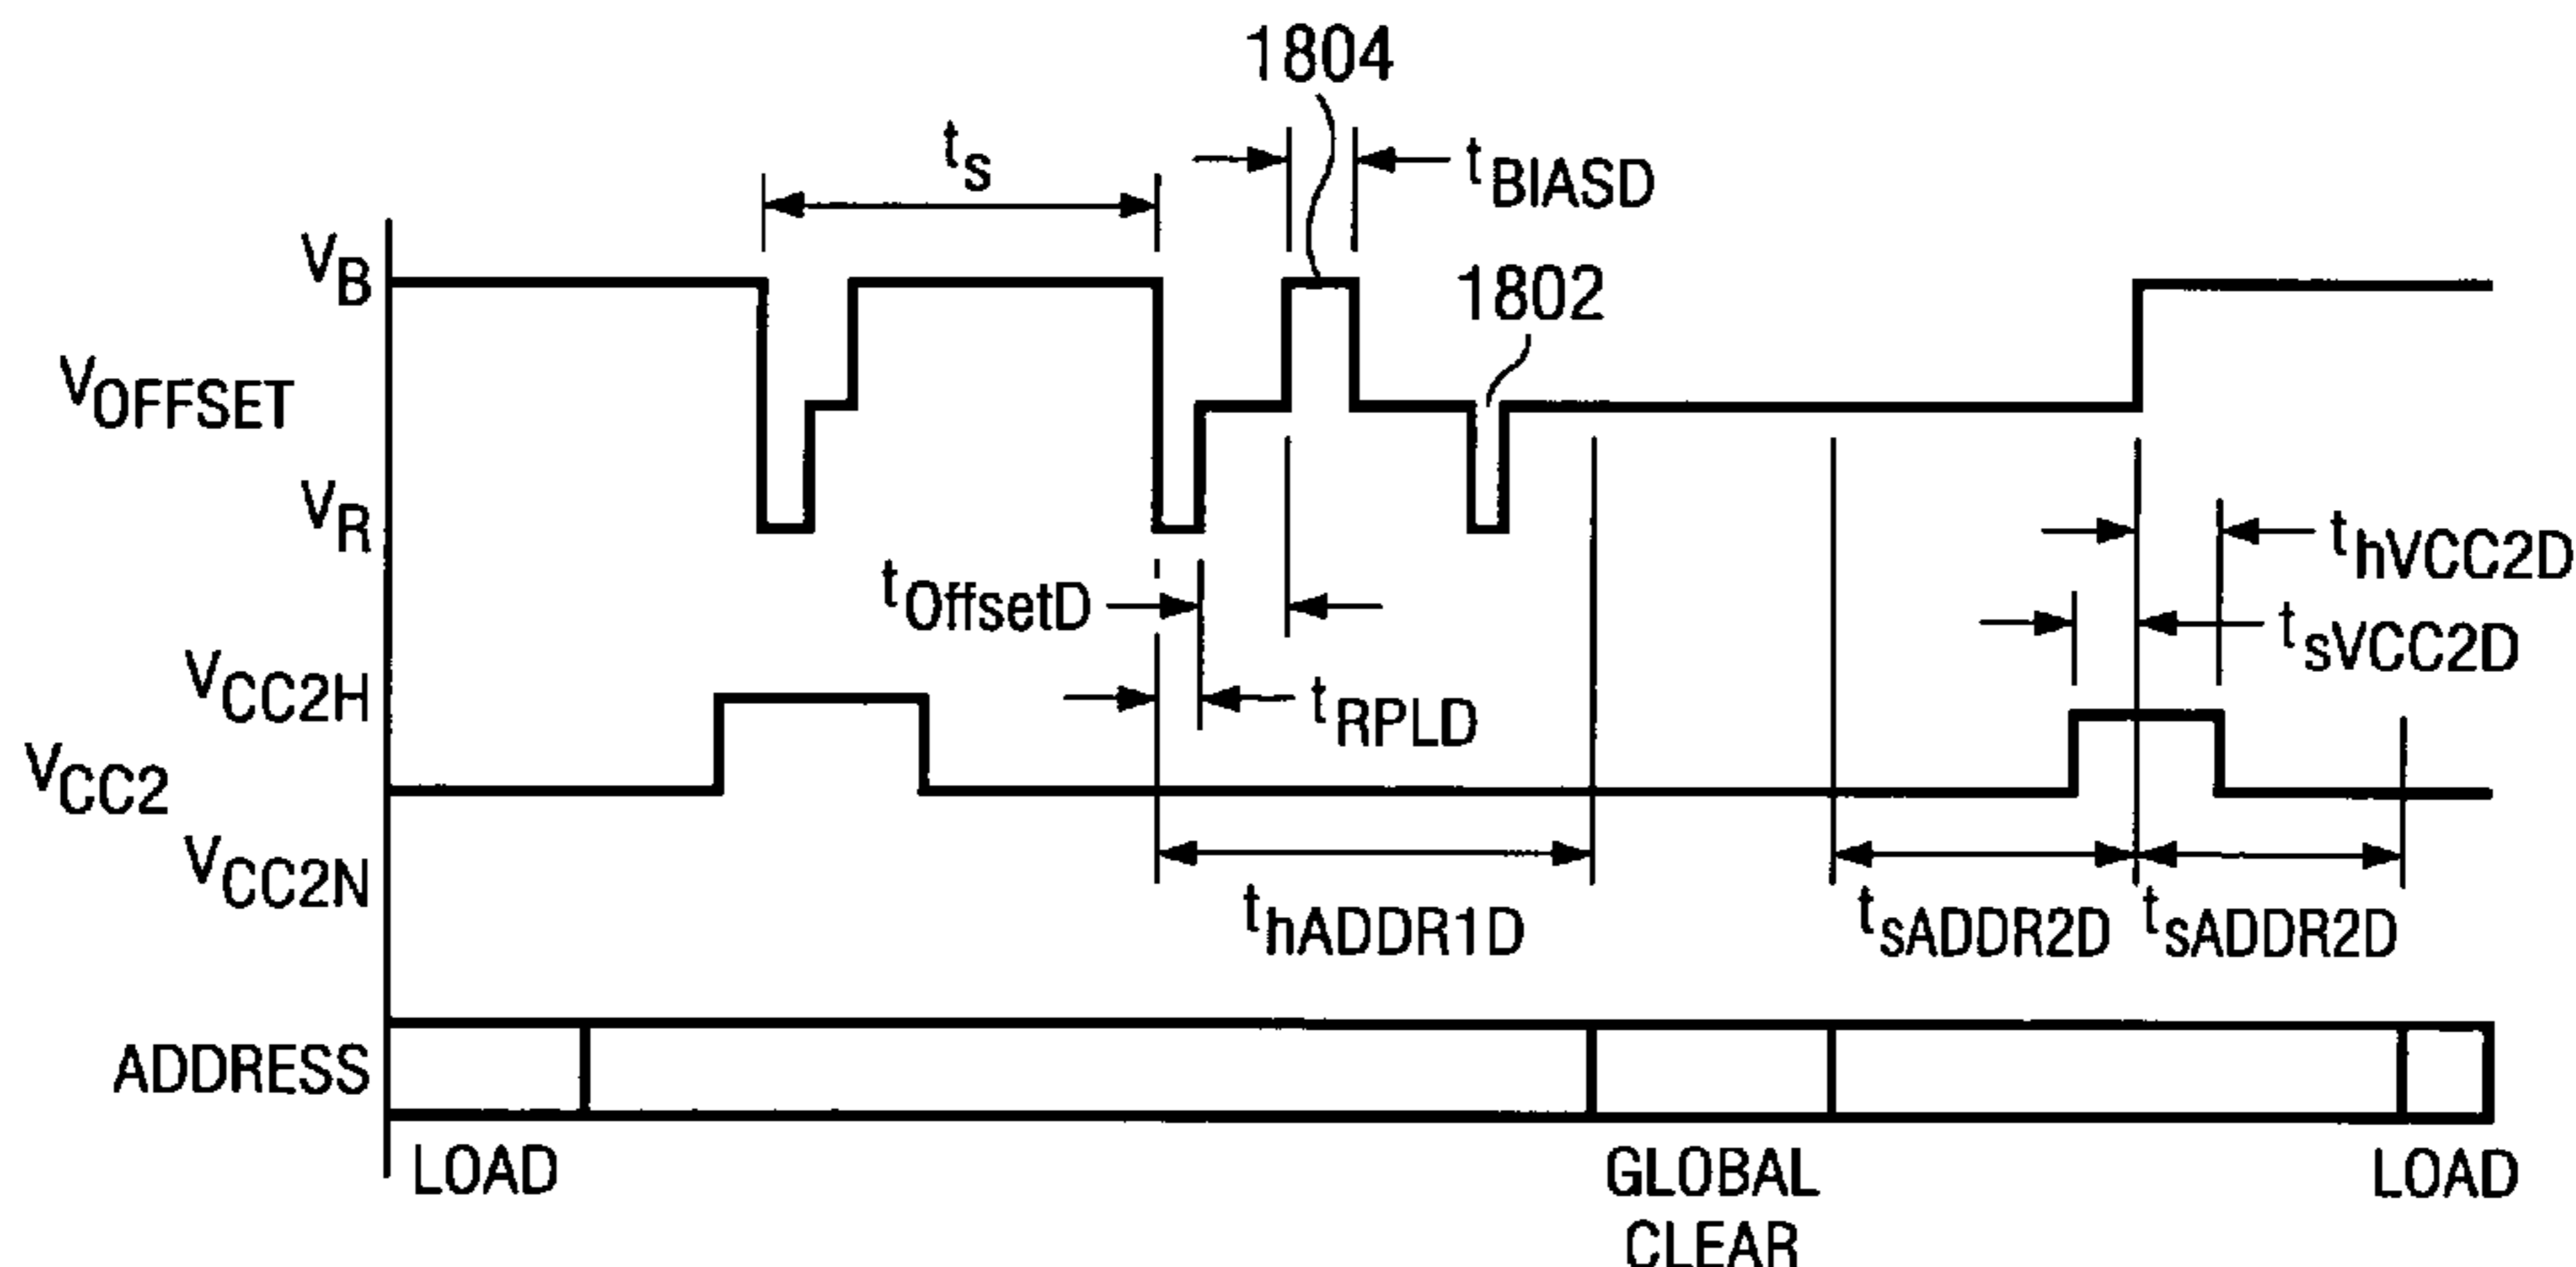 1804
tS
tBIASD
VB
1802
VOFFSET
VR
thVCC2D
tOffsetD
tsVCC2D
VCC2H
tRPLD
VCC2
VCC2N
thADDR1D
tsADDR2D
tsADDR2D
ADDRESS
LOAD
GLOBAL
CLEAR
LOAD